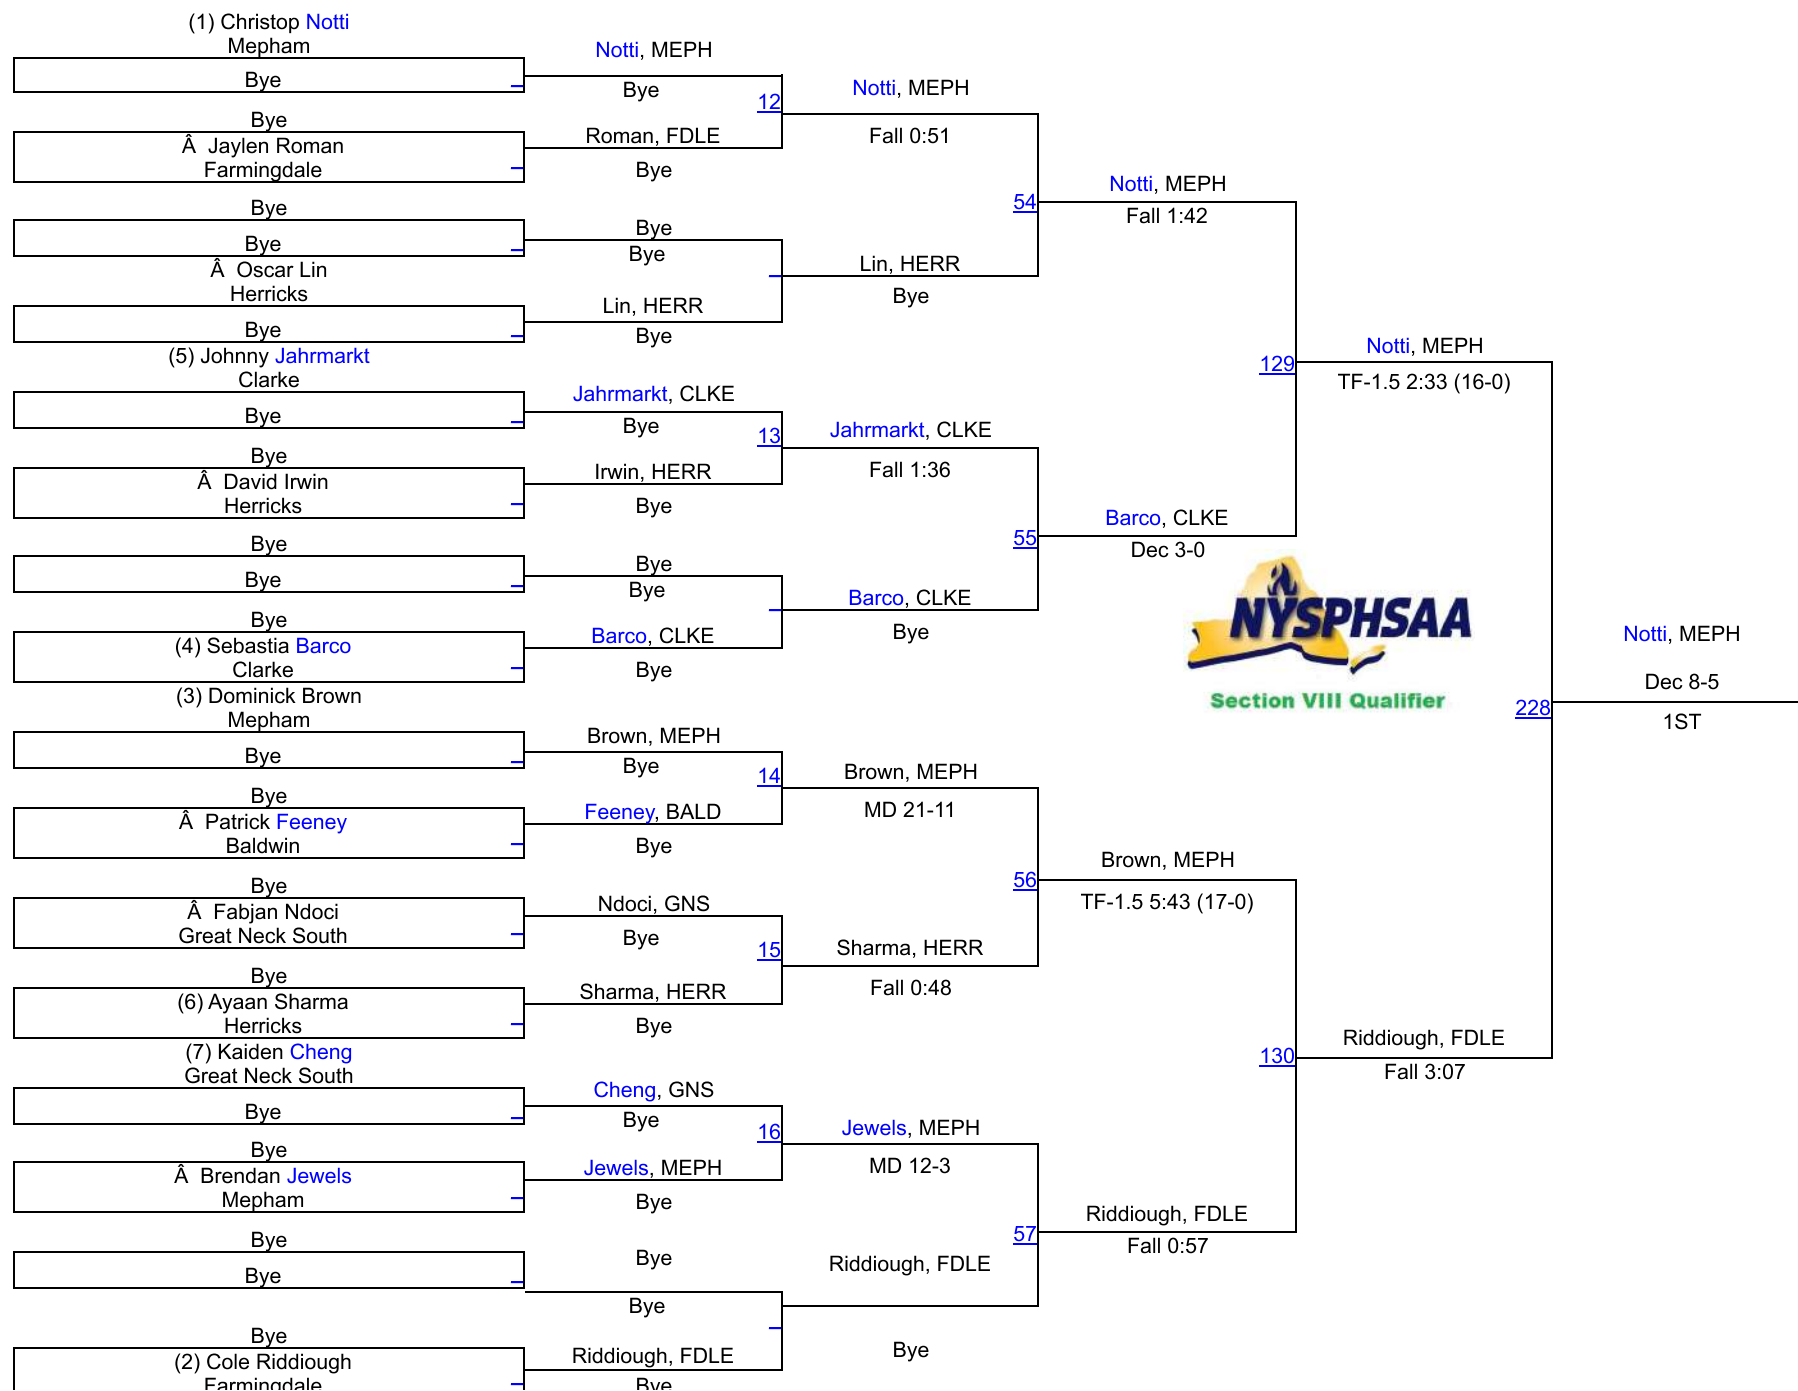 (1) Christop Notti
Mepham
Bye
Bye
Â Jaylen Roman
Farmingdale
Bye
Bye
Â Oscar Lin
Herricks
Bye
(5) Johnny Jahrmarkt
Clarke
Bye
Bye
Â David Irwin
Herricks
Bye
Bye
Bye
(4) Sebastia Barco
Clarke
(3) Dominick Brown
Mepham
Bye
Bye
Â Patrick Feeney
Baldwin
Bye
Â Fabjan Ndoci
Great Neck South
Bye
(6) Ayaan Sharma
Herricks
(7) Kaiden Cheng
Great Neck South
Bye
Bye
Â Brendan Jewels
Mepham
Bye
Bye
Bye
(2) Cole Riddiough
Farmingdale
Notti, MEPH
Bye
12
Roman, FDLE
Bye
Bye
Bye
Lin, HERR
Bye
Jahrmarkt, CLKE
Bye
13
Irwin, HERR
Bye
Bye
Bye
Barco, CLKE
Bye
Brown, MEPH
Bye
14
Feeney, BALD
Bye
Ndoci, GNS
Bye
15
Sharma, HERR
Bye
Cheng, GNS
Bye
16
Jewels, MEPH
Bye
Bye
Bye
Riddiough, FDLE
Bye
Notti, MEPH
Fall 0:51
54
Lin, HERR
Bye
Jahrmarkt, CLKE
Fall 1:36
55
Barco, CLKE
Bye
Brown, MEPH
MD 21-11
56
Sharma, HERR
Fall 0:48
Jewels, MEPH
MD 12-3
57
Riddiough, FDLE
Bye
Notti, MEPH
Fall 1:42
129
Barco, CLKE
Dec 3-0
NYSPHSAA
Section VIII Qualifier
Brown, MEPH
TF-1.5 5:43 (17-0)
130
Riddiough, FDLE
Fall 0:57
Notti, MEPH
TF-1.5 2:33 (16-0)
228
Riddiough, FDLE
Fall 3:07
Notti, MEPH
Dec 8-5
1ST